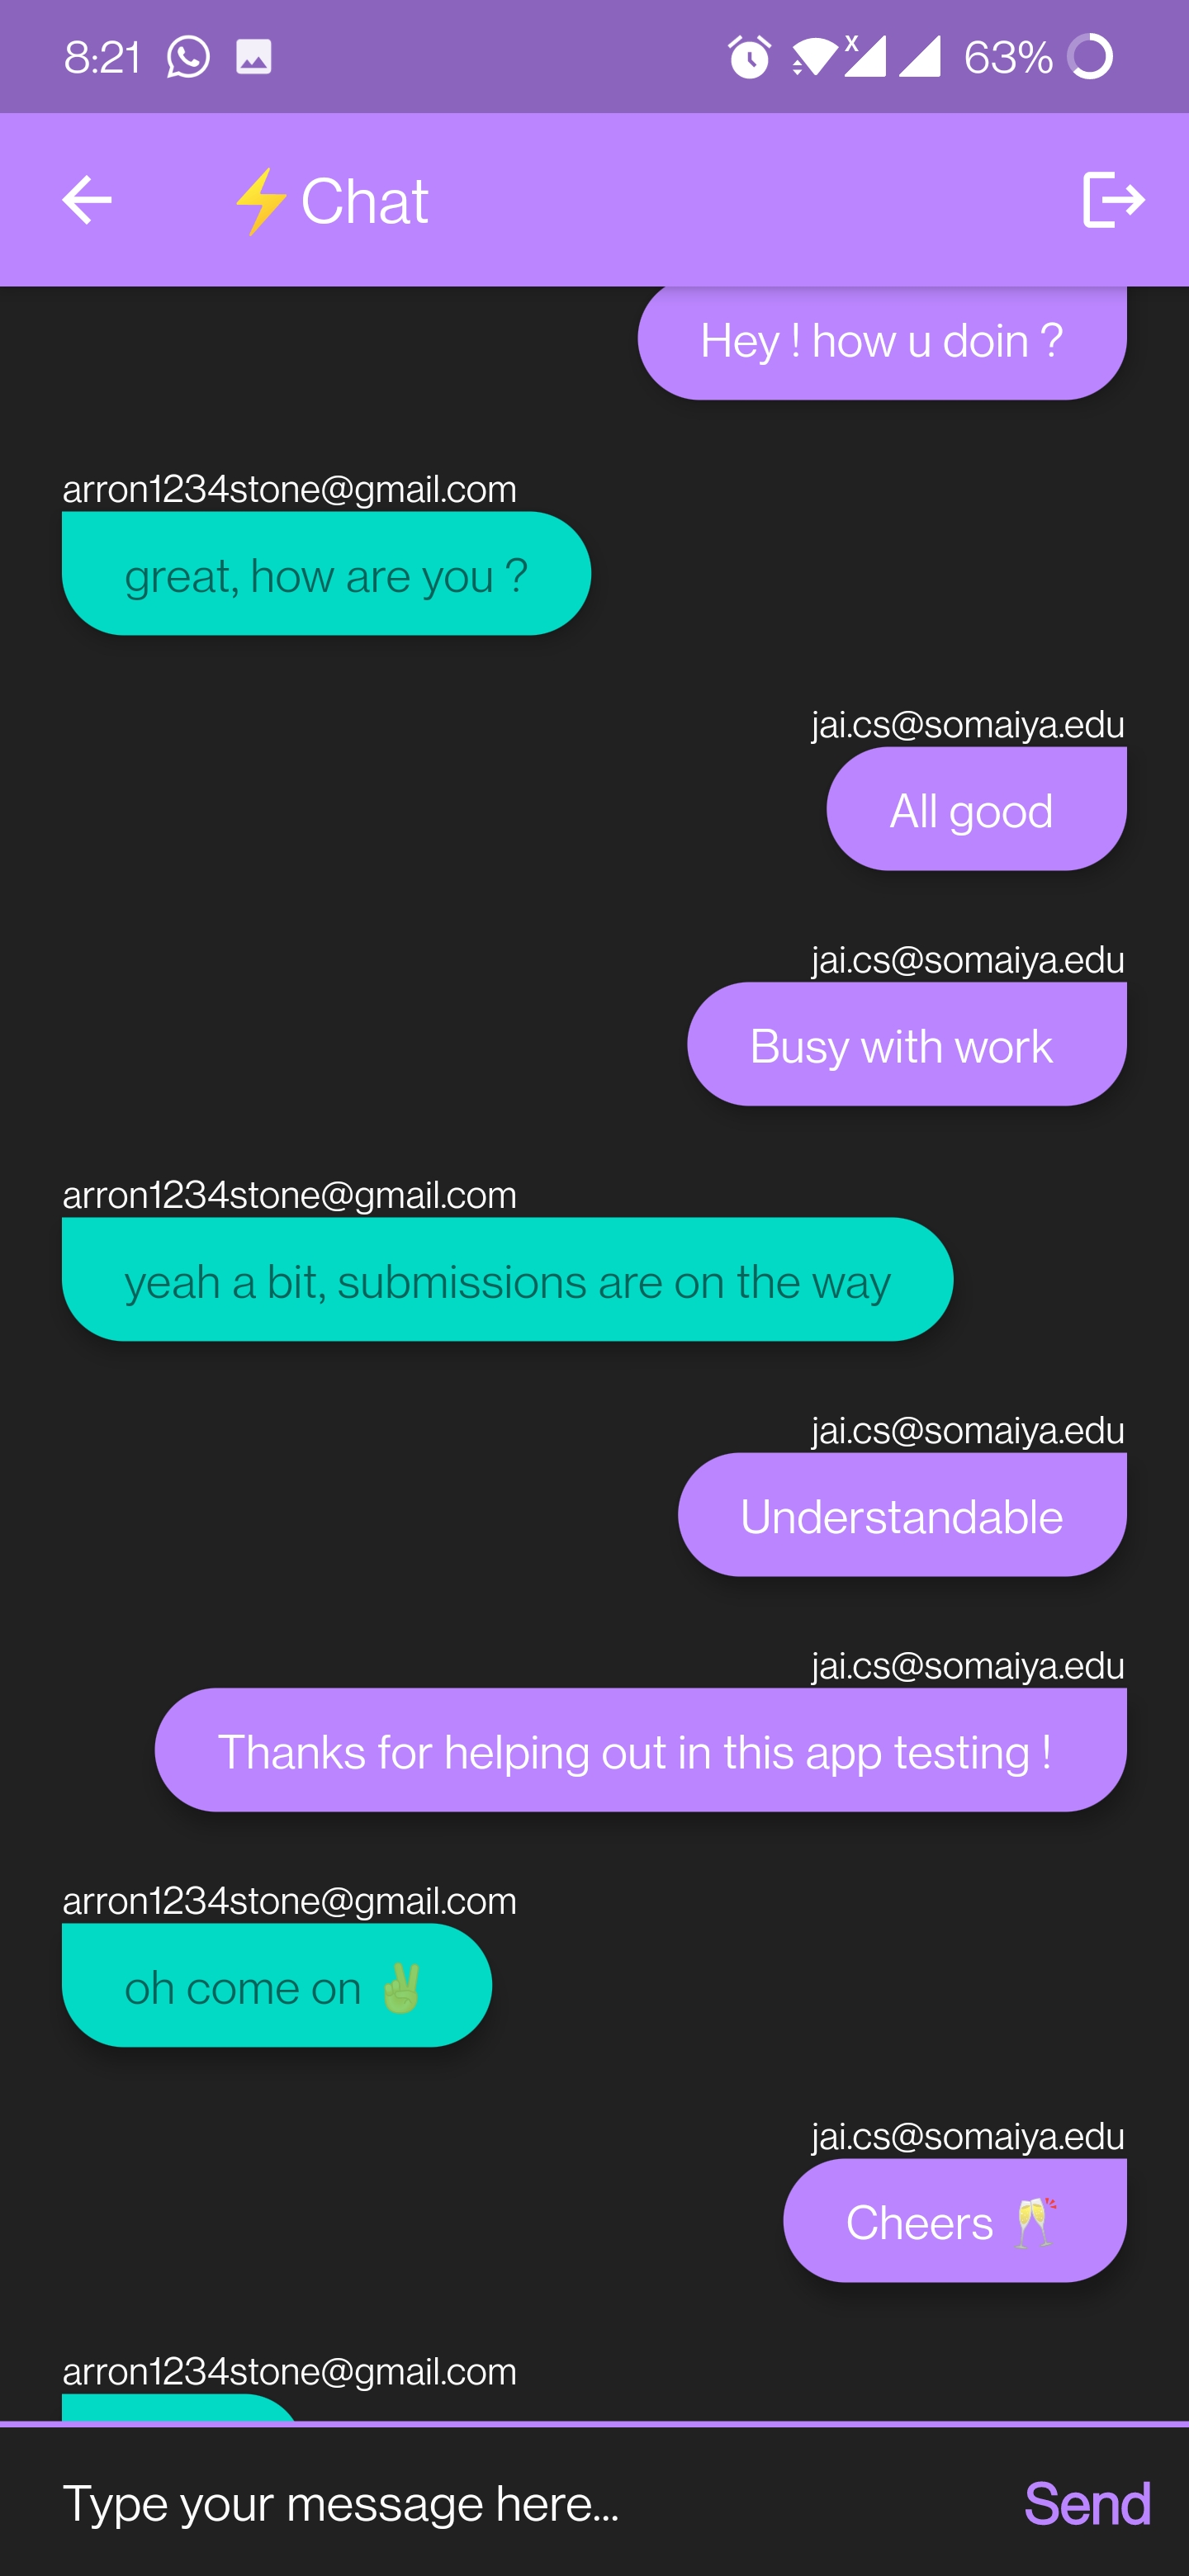 8:21
63%
⚡Chat
Hey ! how u doin ?
arron1234stone@gmail.com
great, how are you ?
jai.cs@somaiya.edu
All good
jai.cs@somaiya.edu
Busy with work
arron1234stone@gmail.com
yeah a bit, submissions are on the way
jai.cs@somaiya.edu
Understandable
jai.cs@somaiya.edu
Thanks for helping out in this app testing !
arron1234stone@gmail.com
oh come on ✌
jai.cs@somaiya.edu
Cheers 🥂
arron1234stone@gmail.com
Type your message here...
Send